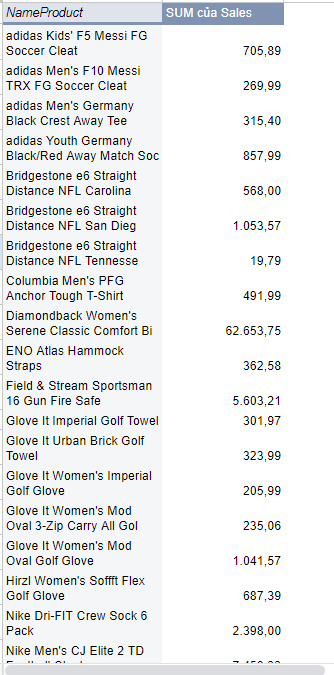 NameProduct SUM của Sales
adidas Kids' F5 Messi FG
Soccer Cleat 705,89
adidas Men's F10 Messi
TRX FG Soccer Cleat 269,99
adidas Men's Germany
Black Crest Away Tee 315,40
adidas Youth Germany
Black/Red Away Match Soc 857,99
Bridgestone e6 Straight
Distance NFL Carolina 568,00
Bridgestone e6 Straight
Distance NFL San Dieg 1.053,57
Bridgestone e6 Straight
Distance NFL Tennesse 19,79
Columbia Men's PFG
Anchor Tough T-Shirt 491,99
Diamondback Women's
Serene Classic Comfort Bi 62.653,75
ENO Atlas Hammock
Straps 362,58
Field & Stream Sportsman
16 Gun Fire Safe 5.603,21
Glove It Imperial Golf Towel 301,97
Glove It Urban Brick Golf
Towel 323,99
Glove It Women's Imperial
Golf Glove 205,99
Glove It Women's Mod
Oval 3-Zip Carry All Gol 235,06
Glove It Women's Mod
Oval Golf Glove 1.041,57
Hirzl Women's Soffft Flex
Golf Glove 687,39
Nike Dri-FIT Crew Sock 6
Pack 2.398,00
Nike Men's CJ Elite 2 TD